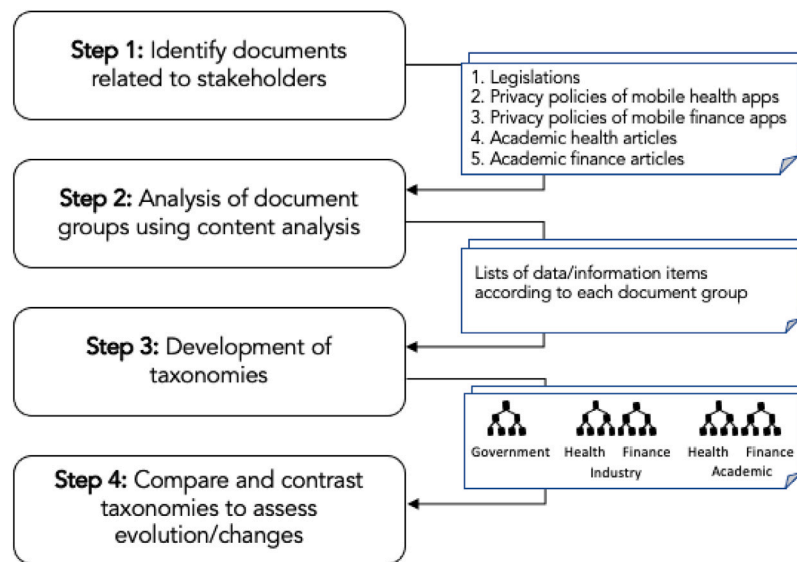 Step 1: Identify documents
related to stakeholders
1. Legislations
2. Privacy policies of mobile health apps
3. Privacy policies of mobile finance apps
4. Academic health articles
5. Academic finance articles
Step 2: Analysis of document
groups using content analysis
Lists of data/information items
according to each document group
Step 3: Development of
taxonomies
Government Health Finance Health Finance
Industry Academic
Step 4: Compare and contrast
taxonomies to assess
evolution/changes